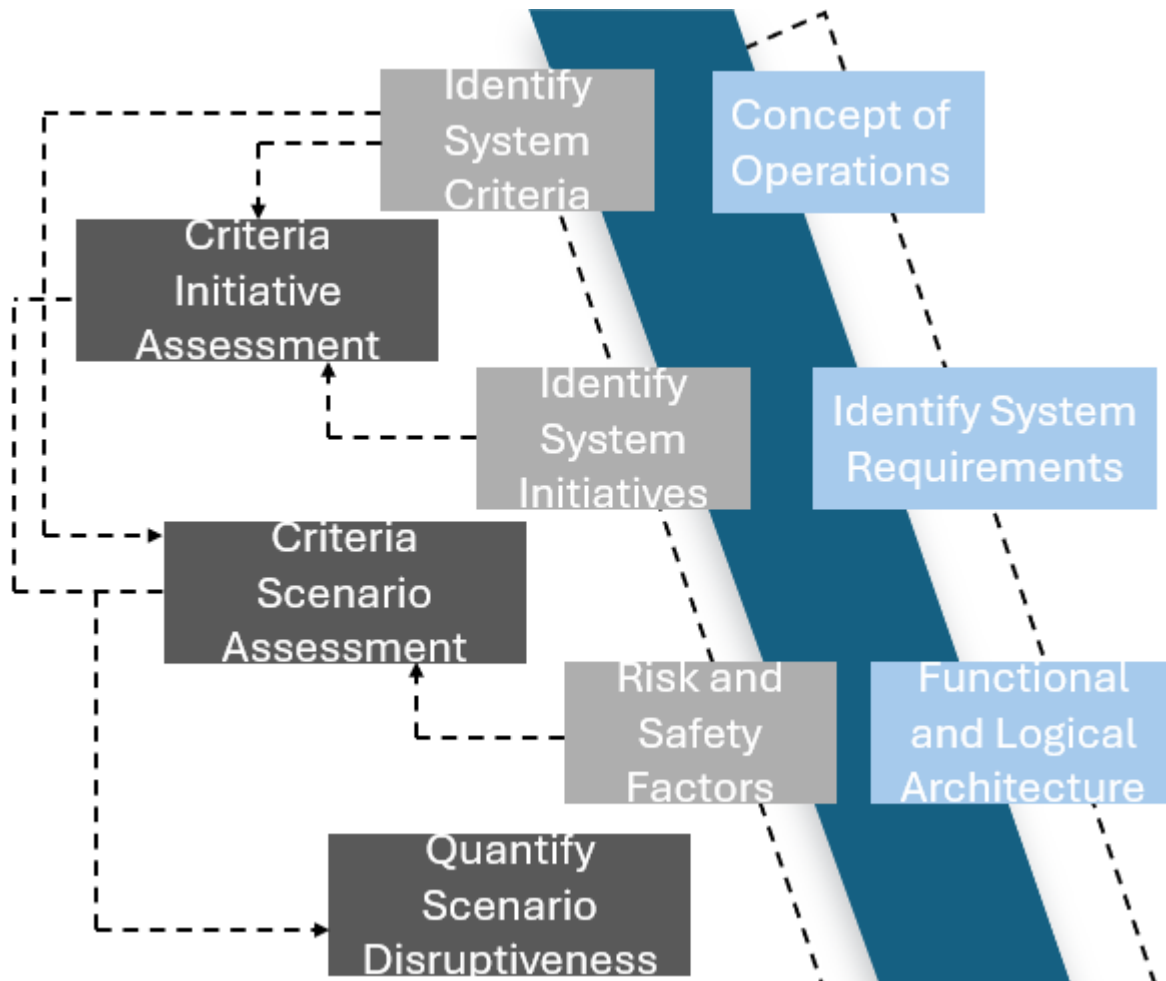 Identify
System
Criteria
Concept of
Operations
Criteria
Initiative
Assessment
Identify
System
Initiatives
Identify System
Requirements
Criteria
Scenario
Assessment
Risk and
Safety
Factors
Functional
and Logical
Architecture
Quantify
Scenario
Disruptiveness